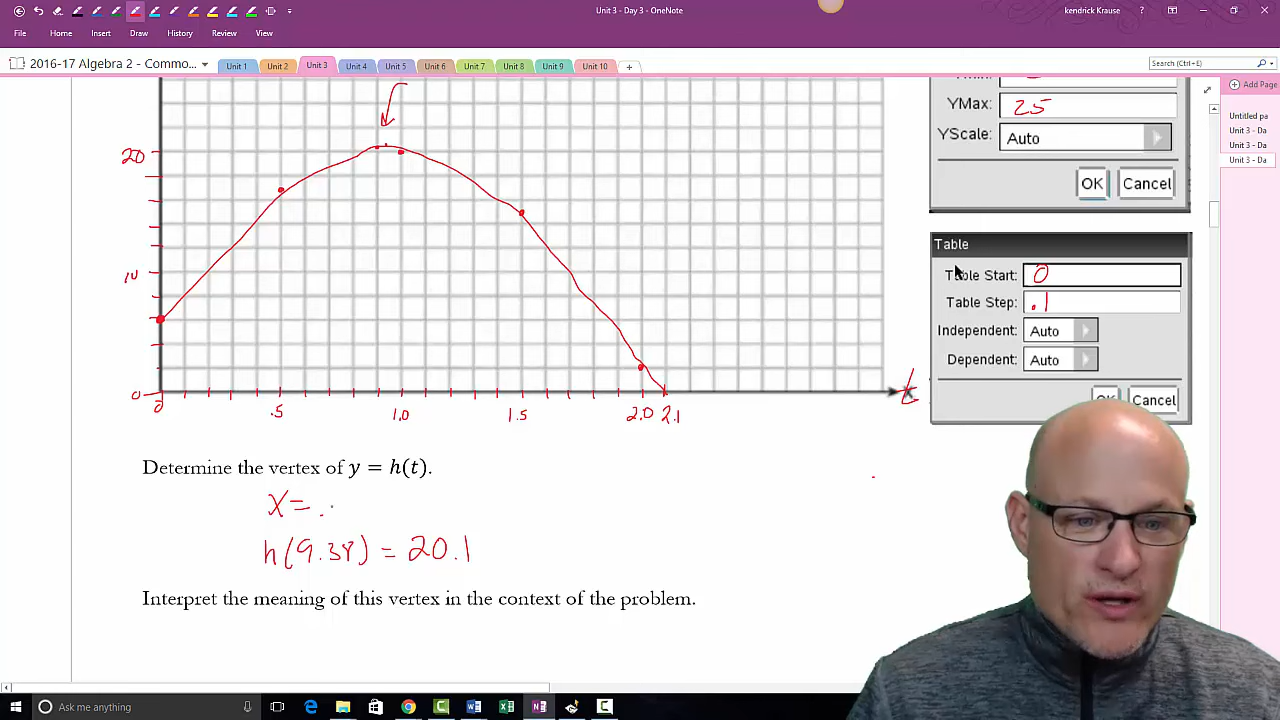 Unit 3 - Day 3 - OneNote
kendrick Krause
File Home Insert Draw History Review View
2016-17 Algebra 2 - Commo...
Unit 1 Unit 2 Unit 3 Unit 4 Unit 5 Unit 6 Unit 7 Unit 8 Unit 9 Unit 10
Search (Ctrl+E)
Add Page
Untitled pa
Unit 3 - Da
Unit 3 - Da
Unit 3 - Da
YMax: 25
YScale: Auto
OK Cancel
20
10
0
0 .5 1.0 1.5 2.0 2.1
t
Table
Table Start: 0
Table Step: .1
Independent: Auto
Dependent: Auto
OK Cancel
Determine the vertex of y = h(t).
X= .
h(9.38) = 20.1
Interpret the meaning of this vertex in the context of the problem.
Ask me anything